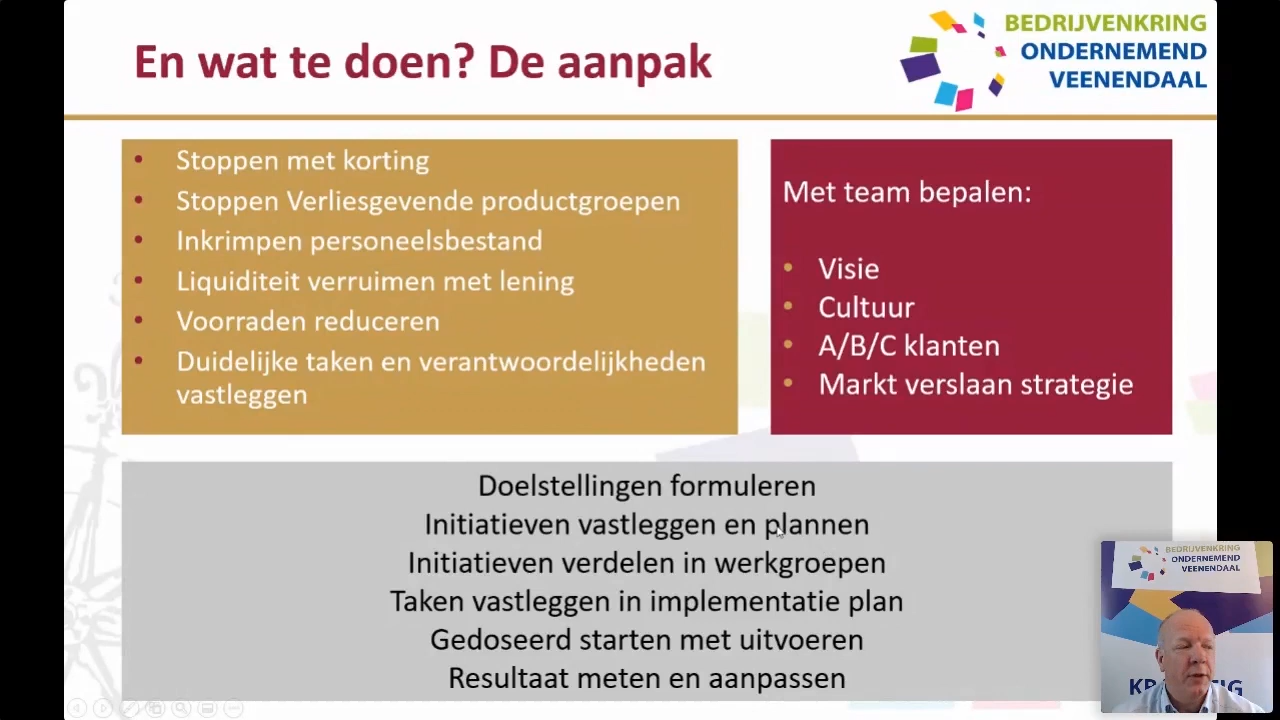 En wat te doen? De aanpak
BEDRIJVENKRING
ONDERNEMEND
VEENENDAAL
• Stoppen met korting
• Stoppen Verliesgevende productgroepen
• Inkrimpen personeelsbestand
• Liquiditeit verruimen met lening
• Voorraden reduceren
• Duidelijke taken en verantwoordelijkheden
vastleggen
Met team bepalen:
• Visie
• Cultuur
• A/B/C klanten
• Markt verslaan strategie
Doelstellingen formuleren
Initiatieven vastleggen en plannen
Initiatieven verdelen in werkgroepen
Taken vastleggen in implementatie plan
Gedoseerd starten met uitvoeren
Resultaat meten en aanpassen
BEDRIJVENKRING
ONDERNEMEND
VEENENDAAL